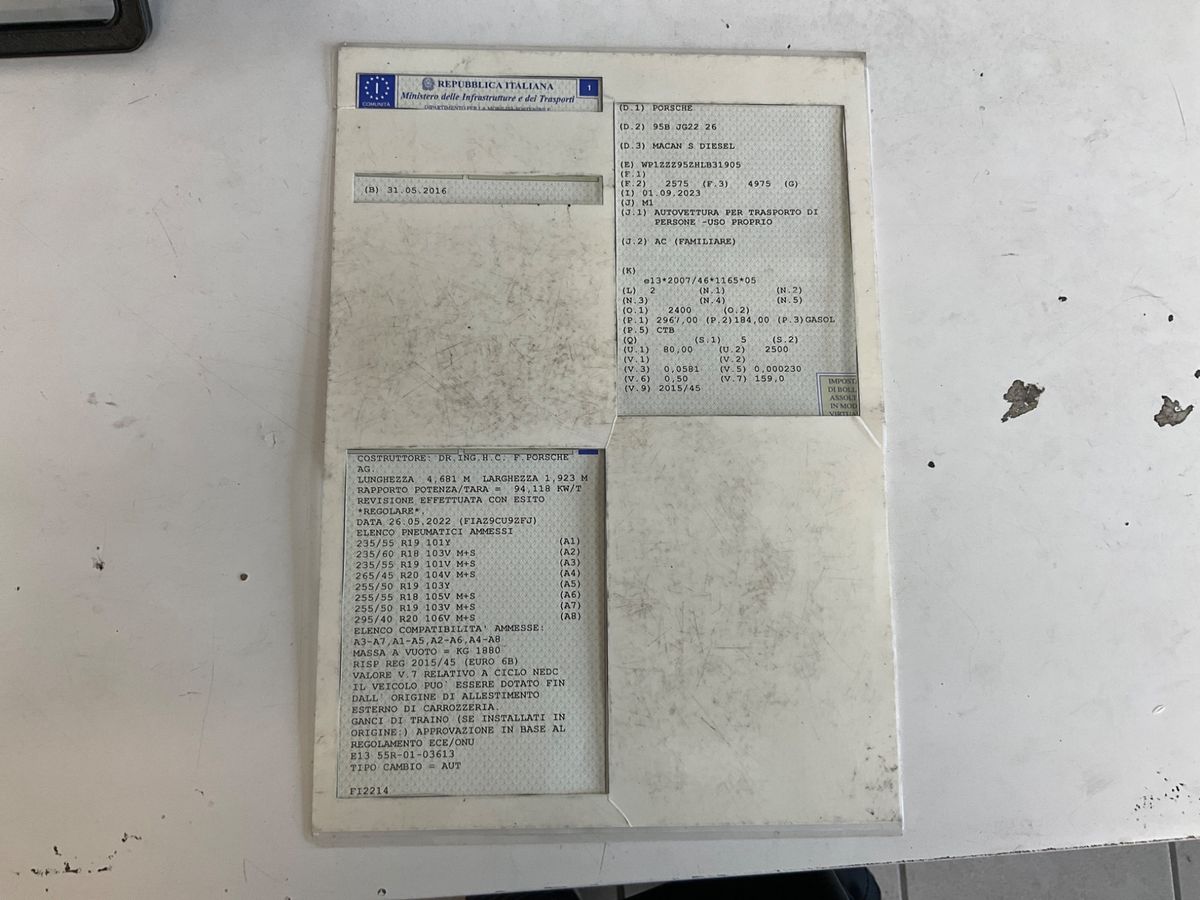 I
COMUNITÀ
REPUBBLICA ITALIANA
Ministero delle Infrastrutture e dei Trasporti
1
(B) 31.05.2016
(D.1) PORSCHE
(D.2) 95B JG22 26
(D.3) MACAN S DIESEL
(E) WP1ZZZ95ZHLB31905
(F.1)
(F.2) 2575 (F.3) 4975 (G)
(I) 01.09.2023
(J) M1
(J.1) AUTOVETTURA PER TRASPORTO DI
PERSONE -USO PROPRIO
(J.2) AC (FAMILIARE)
(K)
e13*2007/46*1165*05
(L) 2 (N.1) (N.2)
(N.3) (N.4) (N.5)
(O.1) 2400 (O.2)
(P.1) 2967,00 (P.2)184,00 (P.3)GASOL
(P.5) CTB
(Q) (S.1) 5 (S.2)
(U.1) 80,00 (U.2) 2500
(V.1) (V.2)
(V.3) 0,0581 (V.5) 0,000230
(V.6) 0,50 (V.7) 159,0
(V.9) 2015/45
IMPOST
DI BOLL
ASSOL
IN MOD
VIRTUA
COSTRUTTORE: DR.ING.H.C. F.PORSCHE
AG.
LUNGHEZZA 4,681 M LARGHEZZA 1,923 M
RAPPORTO POTENZA/TARA = 94,118 KW/T
REVISIONE EFFETTUATA CON ESITO
*REGOLARE*.
DATA 26.05.2022 (FIAZ9CU9ZFJ)
ELENCO PNEUMATICI AMMESSI
235/55 R19 101Y (A1)
235/60 R18 103V M+S (A2)
235/55 R19 101V M+S (A3)
265/45 R20 104V M+S (A4)
255/50 R19 103Y (A5)
255/55 R18 105V M+S (A6)
255/50 R19 103V M+S (A7)
295/40 R20 106V M+S (A8)
ELENCO COMPATIBILITA' AMMESSE:
A3-A7,A1-A5,A2-A6,A4-A8
MASSA A VUOTO = KG 1880
RISP REG 2015/45 (EURO 6B)
VALORE V.7 RELATIVO A CICLO NEDC
IL VEICOLO PUO` ESSERE DOTATO FIN
DALL` ORIGINE DI ALLESTIMENTO
ESTERNO DI CARROZZERIA.
GANCI DI TRAINO (SE INSTALLATI IN
ORIGINE:) APPROVAZIONE IN BASE AL
REGOLAMENTO ECE/ONU
E13 55R-01-03613
TIPO CAMBIO = AUT
FI2214